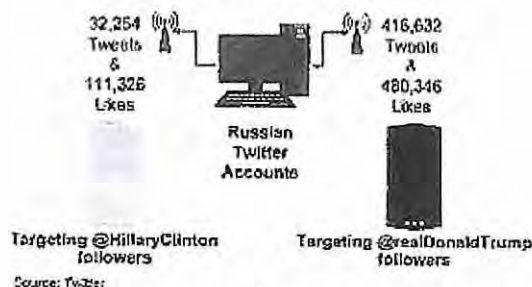 32,254
Tweets
&
111,326
Likes
416,632
Tweets
&
480,346
Likes
Russian
Twitter
Accounts
Targeting @HillaryClinton
followers
Targeting @realDonaldTrump
followers
Source: Twitter